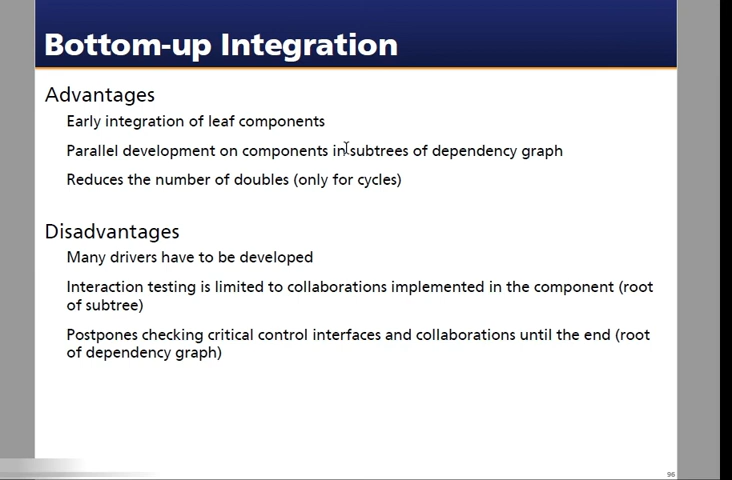 Bottom-up Integration
Advantages
Early integration of leaf components
Parallel development on components in subtrees of dependency graph
Reduces the number of doubles (only for cycles)
Disadvantages
Many drivers have to be developed
Interaction testing is limited to collaborations implemented in the component (root
of subtree)
Postpones checking critical control interfaces and collaborations until the end (root
of dependency graph)
96